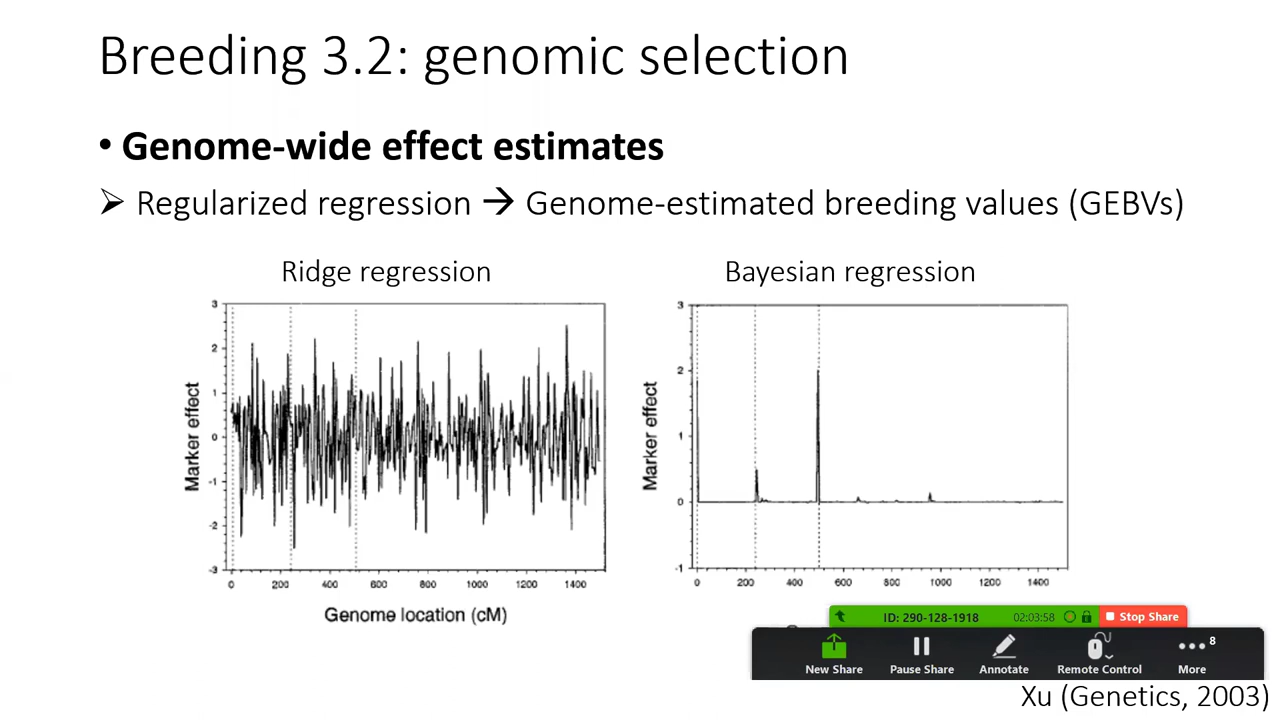 Breeding 3.2: genomic selection
• Genome-wide effect estimates
➢ Regularized regression → Genome-estimated breeding values (GEBVs)
Ridge regression
Bayesian regression
3
2
1
0
-1
-2
-3
Marker effect
0 200 400 600 800 1000 1200 1400
Genome location (cM)
3
2
1
0
-1
Marker effect
0 200 400 600 800 1000 1200 1400
ID: 290-128-1918 02:03:58 Stop Share
New Share Pause Share Annotate Remote Control More 8
Xu (Genetics, 2003)